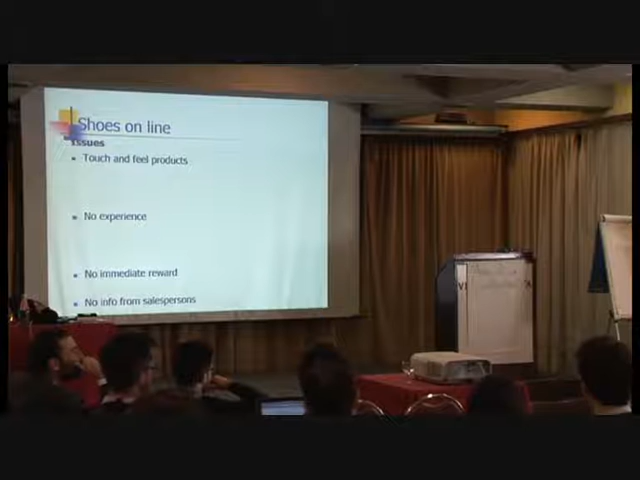 Shoes on line
Issues
Touch and feel products
No experience
No immediate reward
No info from salespersons